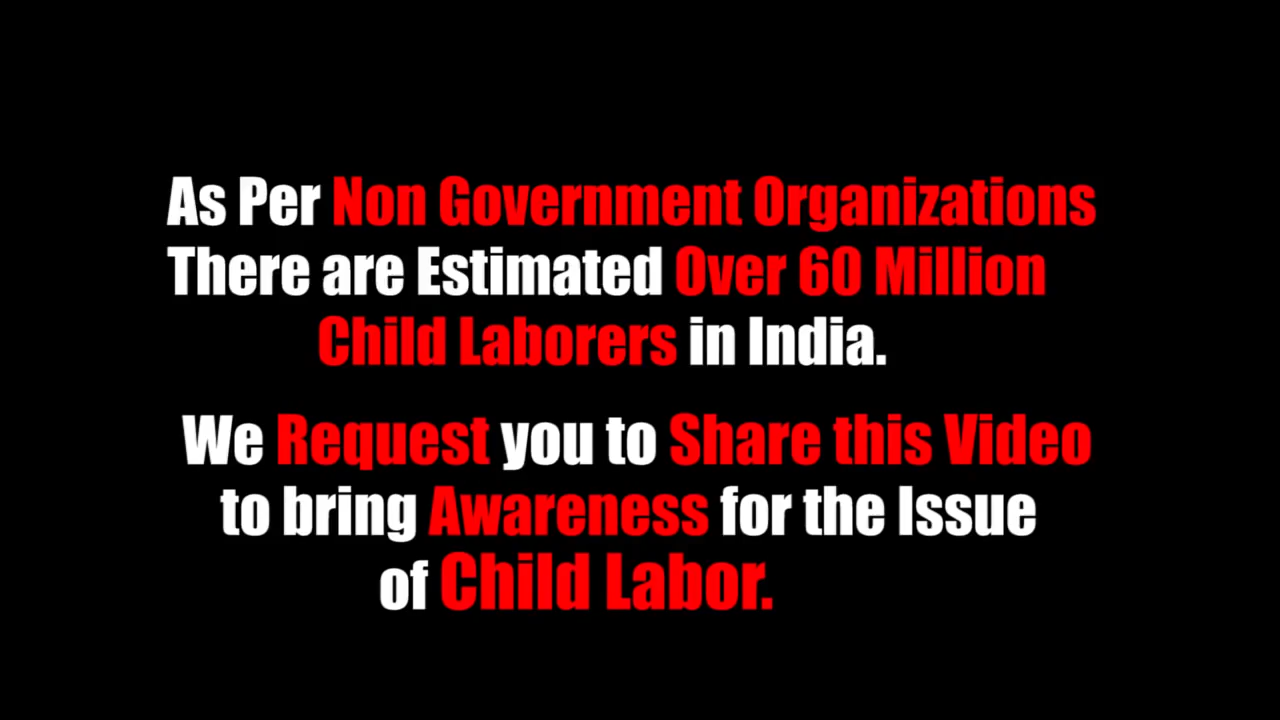 As Per Non Government Organizations
There are Estimated Over 60 Million
Child Laborers in India.
We Request you to Share this Video
to bring Awareness for the Issue
of Child Labor.